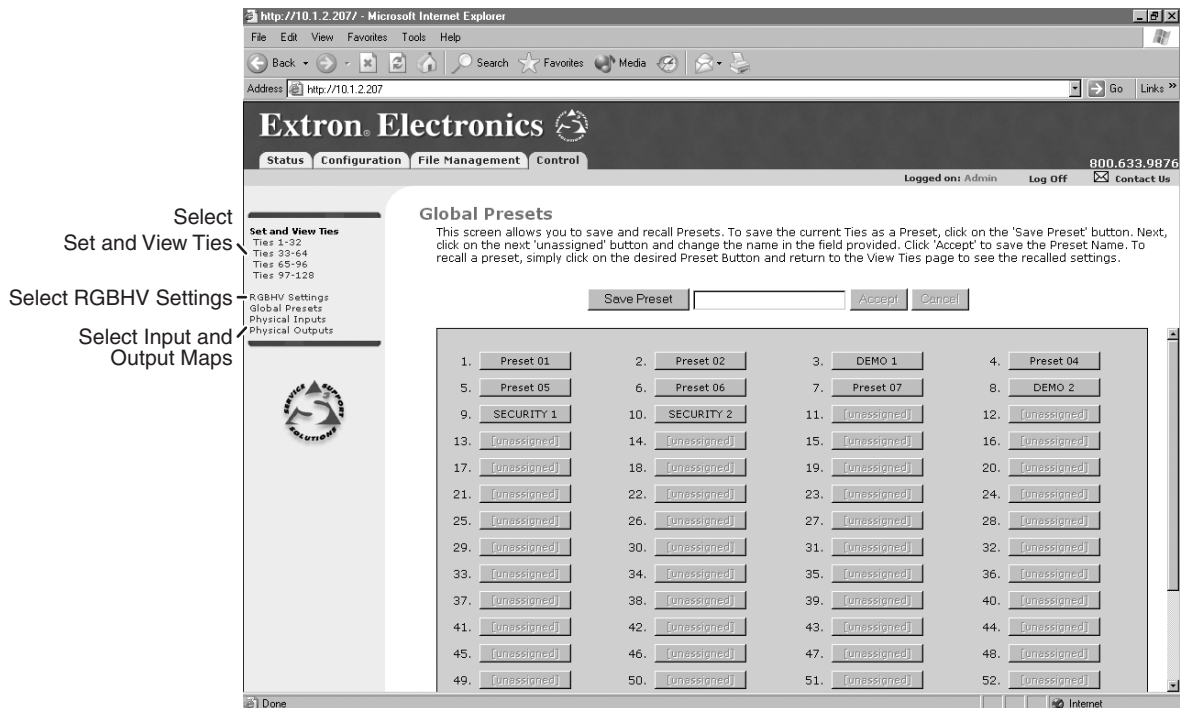 http://10.1.2.207/ - Microsoft Internet Explorer
File Edit View Favorites Tools Help
Back Search Favorites Media
Address http://10.1.2.207 Go Links »
Extron® Electronics
Status Configuration File Management Control
800.633.9876
Logged on: Admin Log Off Contact Us
Select
Set and View Ties
Select RGBHV Settings
Select Input and
Output Maps
Set and View Ties
Ties 1-32
Ties 33-64
Ties 65-96
Ties 97-128
RGBHV Settings
Global Presets
Physical Inputs
Physical Outputs
SERVICE SUPPORT SOLUTIONS
S3
Global Presets
This screen allows you to save and recall Presets. To save the current Ties as a Preset, click on the 'Save Preset' button. Next,
click on the next 'unassigned' button and change the name in the field provided. Click 'Accept' to save the Preset Name. To
recall a preset, simply click on the desired Preset Button and return to the View Ties page to see the recalled settings.
Save Preset Accept Cancel
1. Preset 01 2. Preset 02 3. DEMO 1 4. Preset 04
5. Preset 05 6. Preset 06 7. Preset 07 8. DEMO 2
9. SECURITY 1 10. SECURITY 2 11. [unassigned] 12. [unassigned]
13. [unassigned] 14. [unassigned] 15. [unassigned] 16. [unassigned]
17. [unassigned] 18. [unassigned] 19. [unassigned] 20. [unassigned]
21. [unassigned] 22. [unassigned] 23. [unassigned] 24. [unassigned]
25. [unassigned] 26. [unassigned] 27. [unassigned] 28. [unassigned]
29. [unassigned] 30. [unassigned] 31. [unassigned] 32. [unassigned]
33. [unassigned] 34. [unassigned] 35. [unassigned] 36. [unassigned]
37. [unassigned] 38. [unassigned] 39. [unassigned] 40. [unassigned]
41. [unassigned] 42. [unassigned] 43. [unassigned] 44. [unassigned]
45. [unassigned] 46. [unassigned] 47. [unassigned] 48. [unassigned]
49. [unassigned] 50. [unassigned] 51. [unassigned] 52. [unassigned]
Done Internet